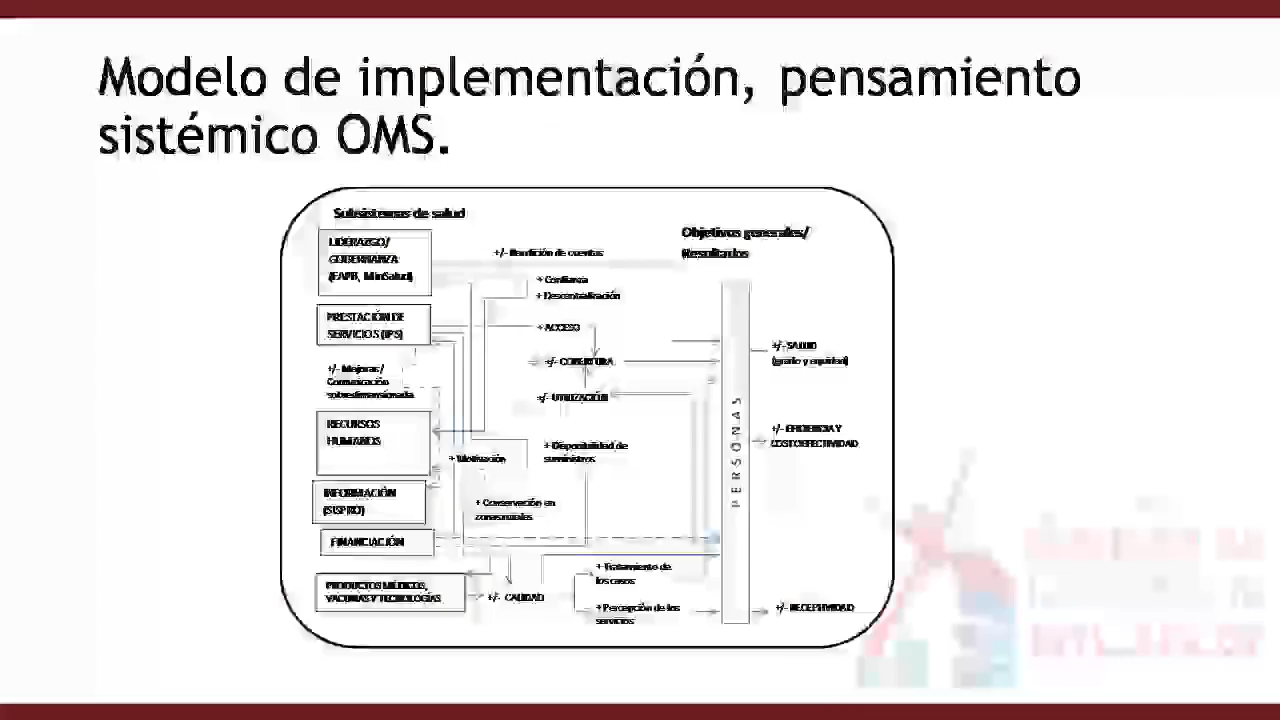 Modelo de implementación, pensamiento
sistémico OMS.
Subsistemas de salud
LIDERAZGO/
GOBERNANZA
(EAPB, MinSalud)
PRESTACIÓN DE
SERVICIOS (IPS)
+/- Mejoras /
Comunicación
subredimensionada
RECURSOS
HUMANOS
INFORMACIÓN
(SISPRO)
FINANCIACIÓN
PRODUCTOS MÉDICOS,
VACUNAS Y TECNOLOGÍAS
+/- Rendición de cuentas
+ Confianza
+ Descentralización
+ ACCESO
+/- COBERTURA
+/- UTILIZACIÓN
+ Disponibilidad de
suministros
+ Motivación
+ Conservación en
zonas rurales
+/- CALIDAD
+ Tratamiento de
los casos
+ Percepción de los
servicios
Objetivos generales/
Resultados
PERSONAS
+/- SALUD
(grado y equidad)
+/- EFICIENCIA Y
COSTOEFECTIVIDAD
+/- RECEPTIVIDAD